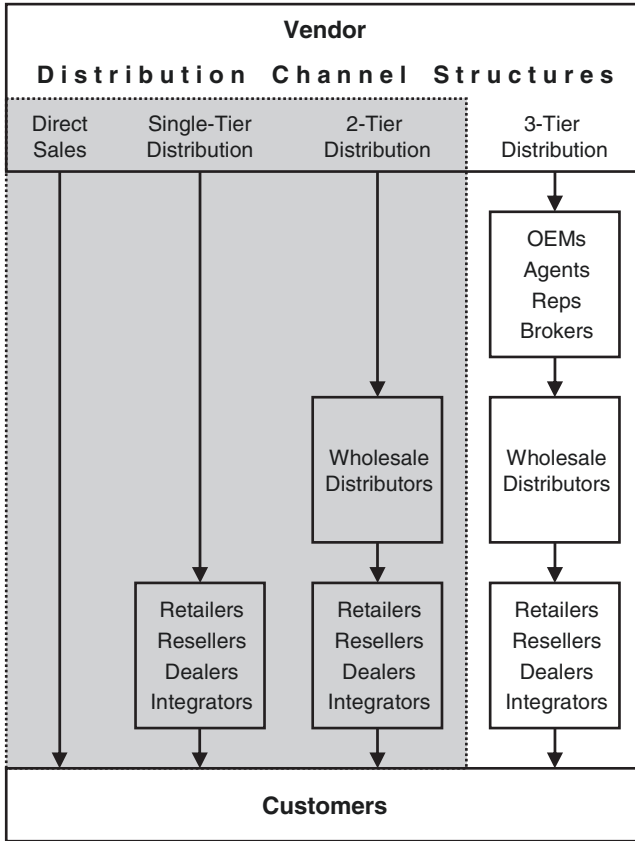 Vendor
Distribution Channel Structures
Direct
Sales
Single-Tier
Distribution
2-Tier
Distribution
3-Tier
Distribution
OEMs
Agents
Reps
Brokers
Wholesale
Distributors
Wholesale
Distributors
Retailers
Resellers
Dealers
Integrators
Retailers
Resellers
Dealers
Integrators
Retailers
Resellers
Dealers
Integrators
Customers